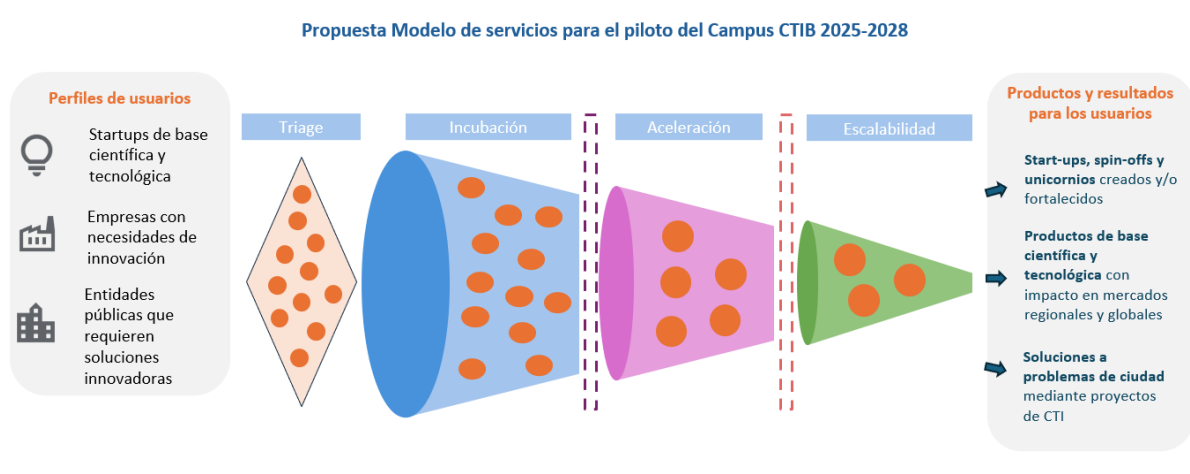 Propuesta Modelo de servicios para el piloto del Campus CTIB 2025-2028
Perfiles de usuarios
Startups de base
científica y
tecnológica
Empresas con
necesidades de
innovación
Entidades
públicas que
requieren
soluciones
innovadoras
Triage
Incubación
Aceleración
Escalabilidad
Productos y resultados
para los usuarios
Start-ups, spin-offs y
unicornios creados y/o
fortalecidos
Productos de base
científica y
tecnológica con
impacto en mercados
regionales y globales
Soluciones a
problemas de ciudad
mediante proyectos
de CTI